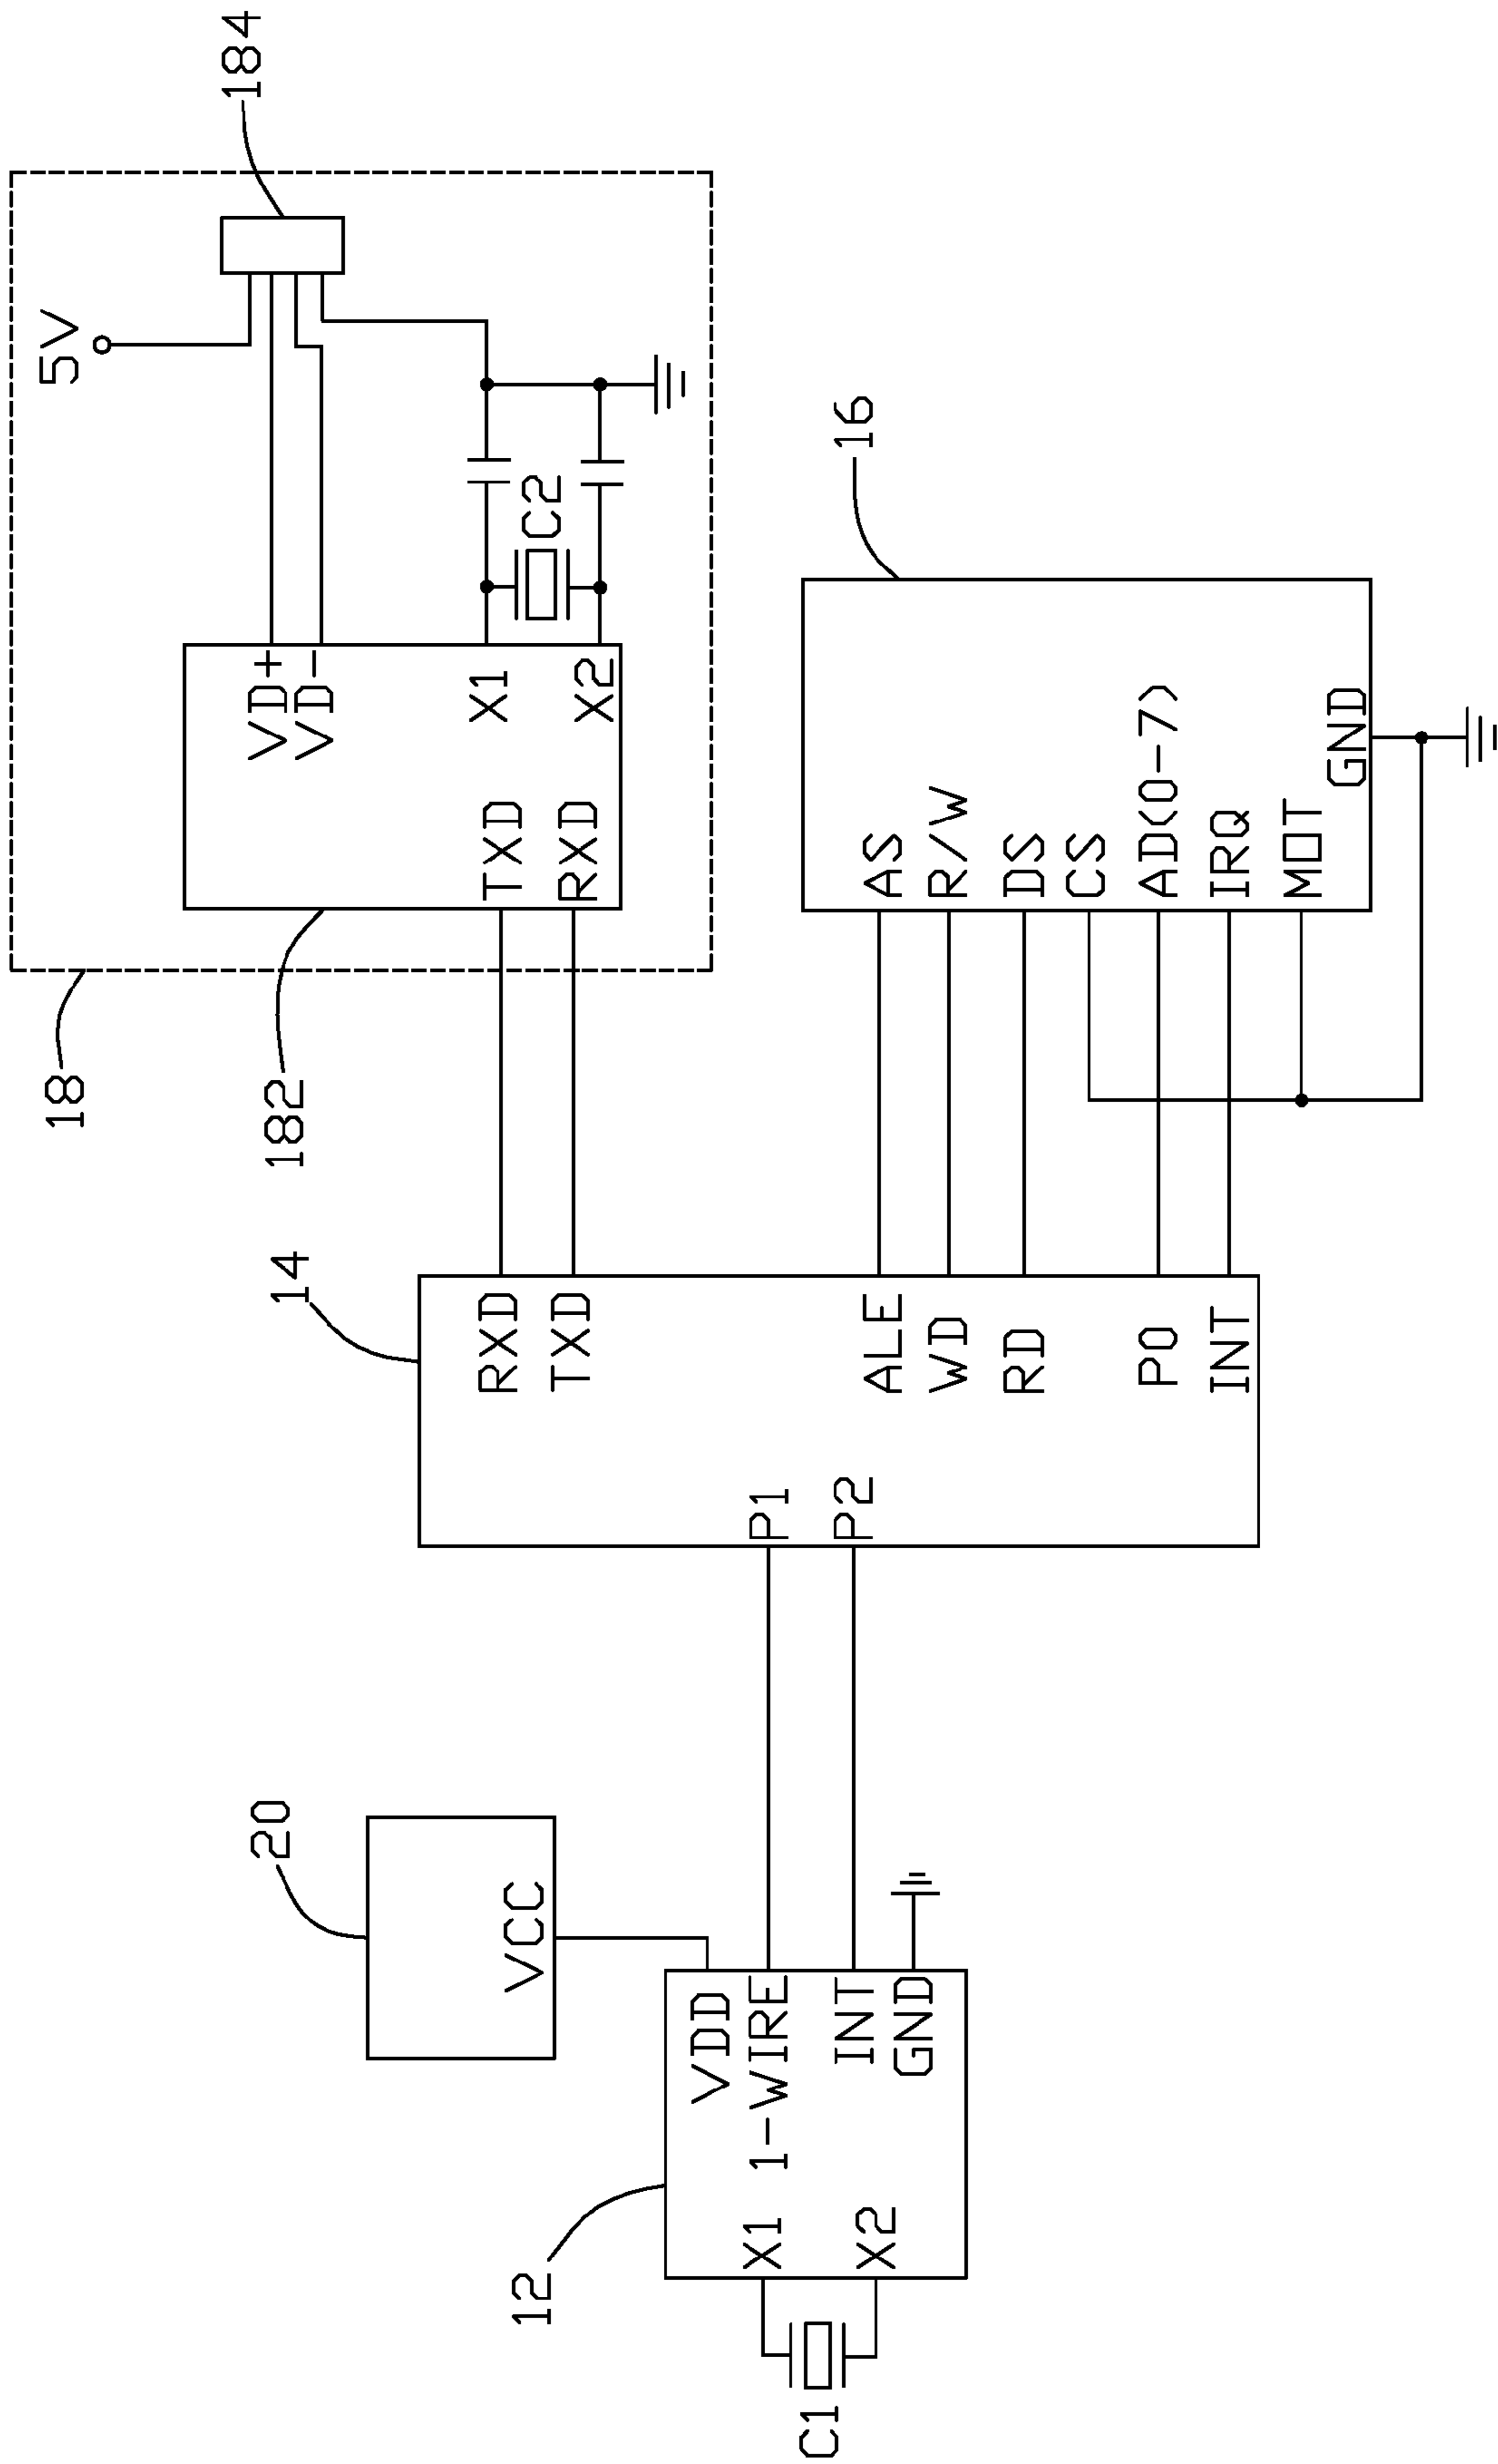 184
5V
C2
VD+
VD-
X1
X2
TXD
RXD
18
182
16
AS
R/W
DS
CS
AD(0-7)
IRQ
MOT
GND
14
RXD
TXD
ALE
WD
RD
P0
INT
P1
P2
20
VCC
VDD
1-WIRE
INT
GND
X1
X2
12
C1